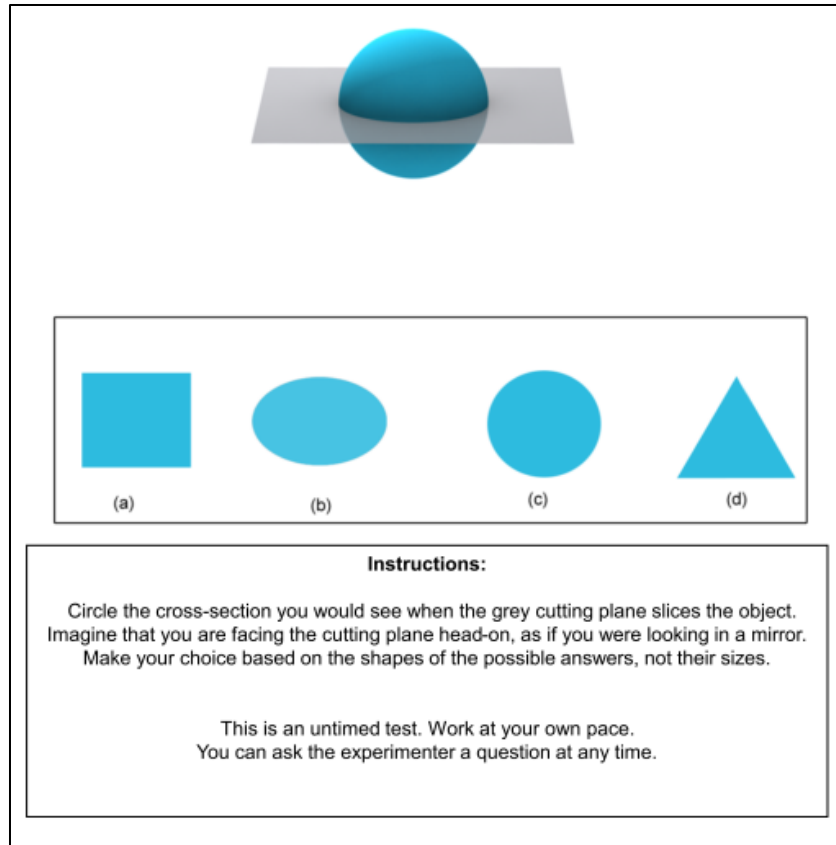 (a)
(b)
(c)
(d)
Instructions:
Circle the cross-section you would see when the grey cutting plane slices the object.
Imagine that you are facing the cutting plane head-on, as if you were looking in a mirror.
Make your choice based on the shapes of the possible answers, not their sizes.
This is an untimed test. Work at your own pace.
You can ask the experimenter a question at any time.